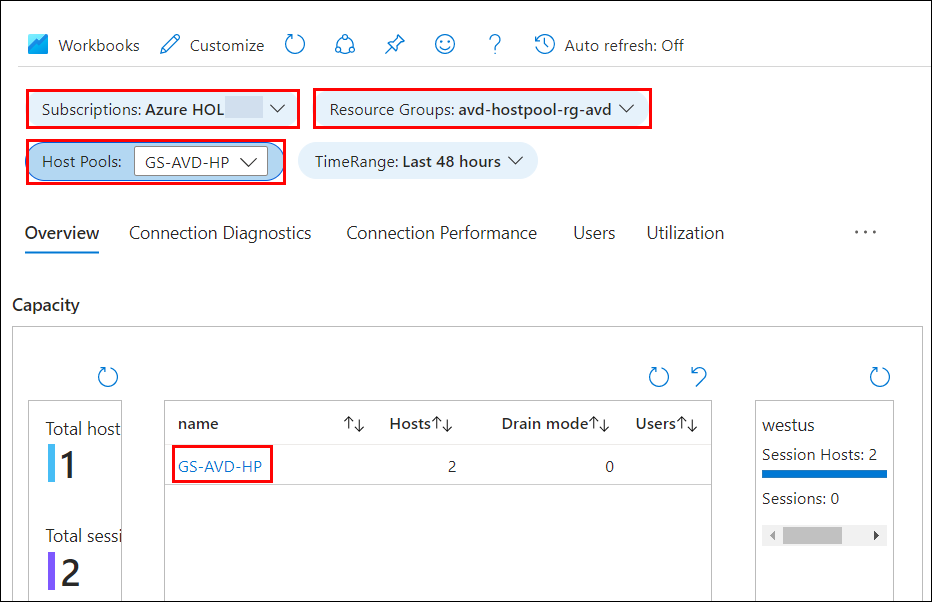 Workbooks Customize ? Auto refresh: Off
Subscriptions: Azure HOL Resource Groups: avd-hostpool-rg-avd
Host Pools: GS-AVD-HP TimeRange: Last 48 hours
Overview Connection Diagnostics Connection Performance Users Utilization ...
Capacity
Total host
1
Total sessi
2
name Hosts Drain mode Users
GS-AVD-HP 2 0
westus
Session Hosts: 2
Sessions: 0